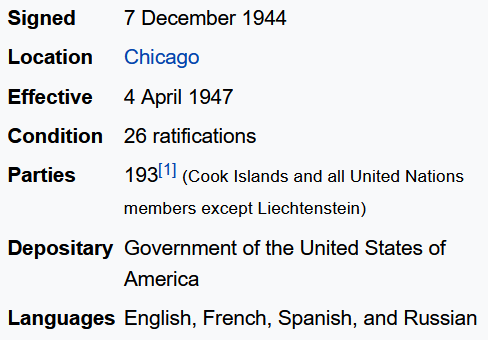 Signed 7 December 1944
Location Chicago
Effective 4 April 1947
Condition 26 ratifications
Parties 193[1] (Cook Islands and all United Nations
members except Liechtenstein)
Depositary Government of the United States of
America
Languages English, French, Spanish, and Russian